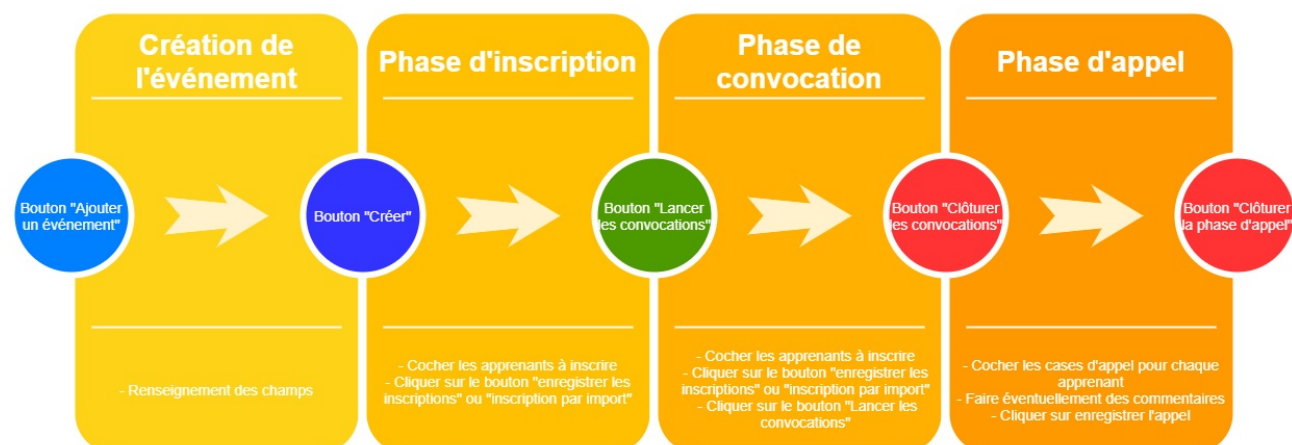 Création de
l'événement
Phase d'inscription
Phase de
convocation
Phase d'appel
Bouton "Ajouter
un événement"
Bouton "Créer"
Bouton "Lancer
les convocations"
Bouton "Clôturer
les convocations"
Bouton "Clôturer
la phase d'appel"
- Renseignement des champs
- Cocher les apprenants à inscrire
- Cliquer sur le bouton "enregistrer les
inscriptions" ou "inscription par import"
- Cocher les apprenants à inscrire
- Cliquer sur le bouton "enregistrer les
inscriptions" ou "inscription par import"
- Cliquer sur le bouton "Lancer les
convocations"
- Cocher les cases d'appel pour chaque
apprenant
- Faire éventuellement des commentaires
- Cliquer sur enregistrer l'appel